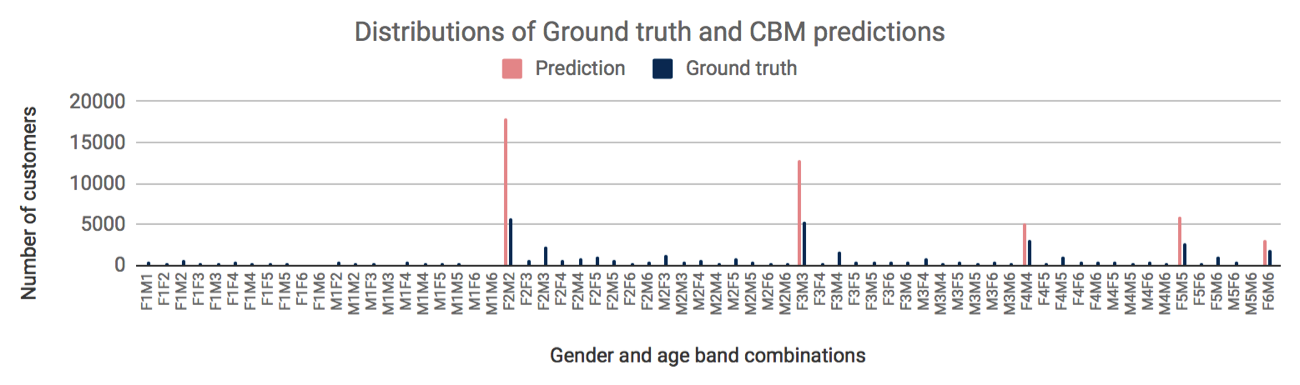 Distributions of Ground truth and CBM predictions
Prediction
Ground truth
Number of customers
20000
15000
10000
5000
0
F1M1
F1F2
F1M2
F1F3
F1M3
F1F4
F1M4
F1F5
F1M5
F1F6
F1M6
M1F2
M1M2
M1F3
M1M3
M1F4
M1M4
M1F5
M1M5
M1F6
M1M6
F2M2
F2F3
F2M3
F2F4
F2M4
F2F5
F2M5
F2F6
F2M6
M2F3
M2M3
M2F4
M2M4
M2F5
M2M5
M2F6
M2M6
F3M3
F3F4
F3M4
F3F5
F3M5
F3F6
F3M6
M3F4
M3M4
M3F5
M3M5
M3F6
M3M6
F4M4
F4F5
F4M5
F4F6
F4M6
M4F5
M4M5
M4F6
M4M6
F5M5
F5F6
F5M6
M5F6
M5M6
F6M6
Gender and age band combinations